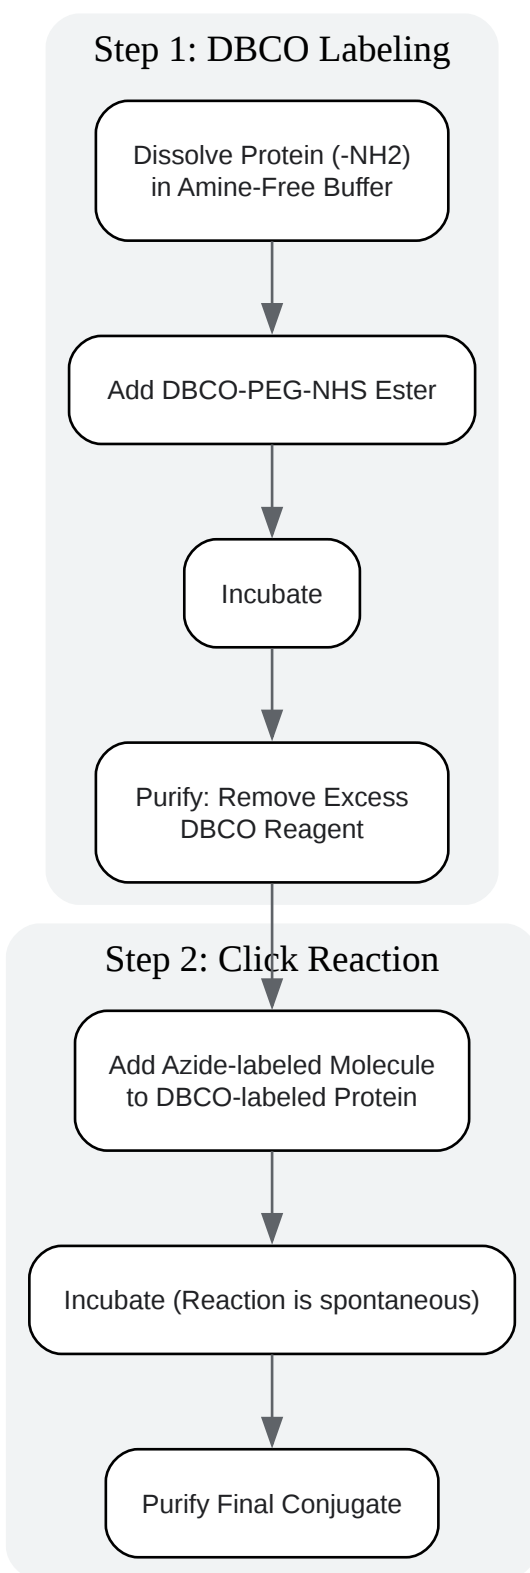 Step 1: DBCO Labeling
Dissolve Protein (-NH2)
in Amine-Free Buffer
Add DBCO-PEG-NHS Ester
Incubate
Purify: Remove Excess
DBCO Reagent
Step 2: Click Reaction
Add Azide-labeled Molecule
to DBCO-labeled Protein
Incubate (Reaction is spontaneous)
Purify Final Conjugate